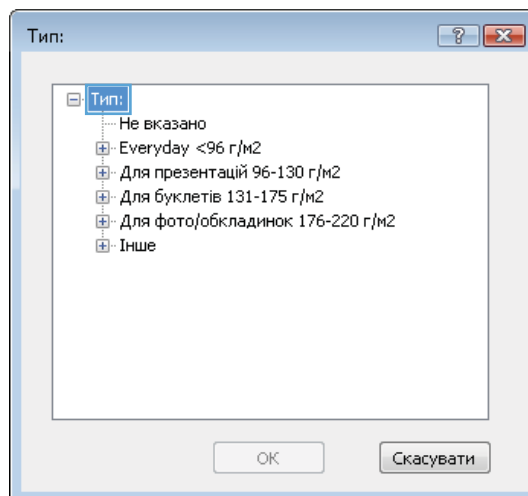 Тип:
Тип:
Не вказано
Everyday <96 г/м2
Для презентацій 96-130 г/м2
Для буклетів 131-175 г/м2
Для фото/обкладинок 176-220 г/м2
Інше
ОК
Скасувати